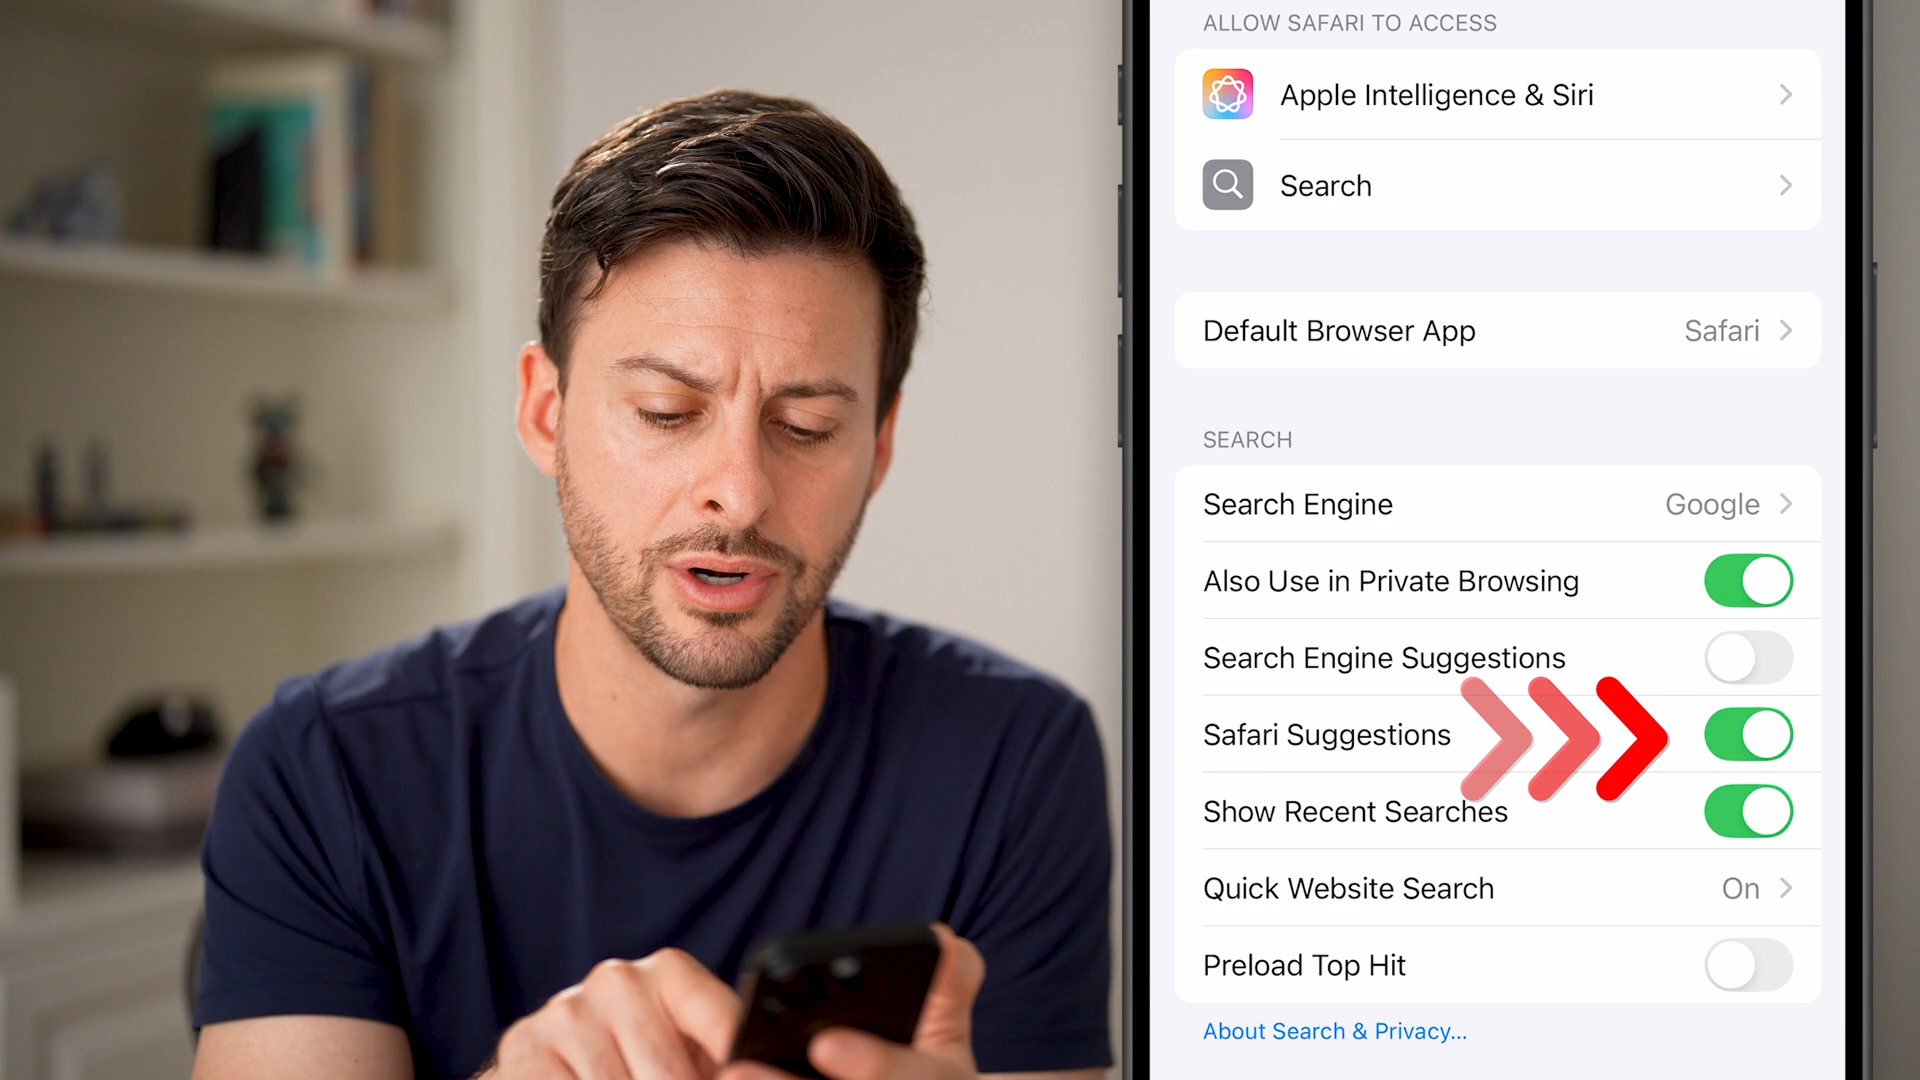 ALLOW SAFARI TO ACCESS
Apple Intelligence & Siri
Search
Default Browser App Safari
SEARCH
Search Engine Google
Also Use in Private Browsing
Search Engine Suggestions
Safari Suggestions
Show Recent Searches
Quick Website Search On
Preload Top Hit
About Search & Privacy...